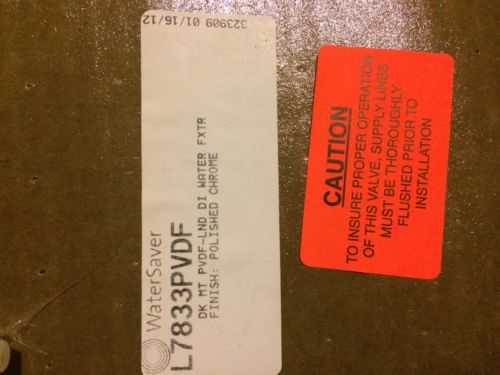 WaterSaver
L7833PVDF
DK MT PVDF-LND DI WATER FXTR
FINISH: POLISHED CHROME
323909 01/16/12
CAUTION
TO INSURE PROPER OPERATION
OF THIS VALVE, SUPPLY LINES
MUST BE THOROUGHLY
FLUSHED PRIOR TO
INSTALLATION